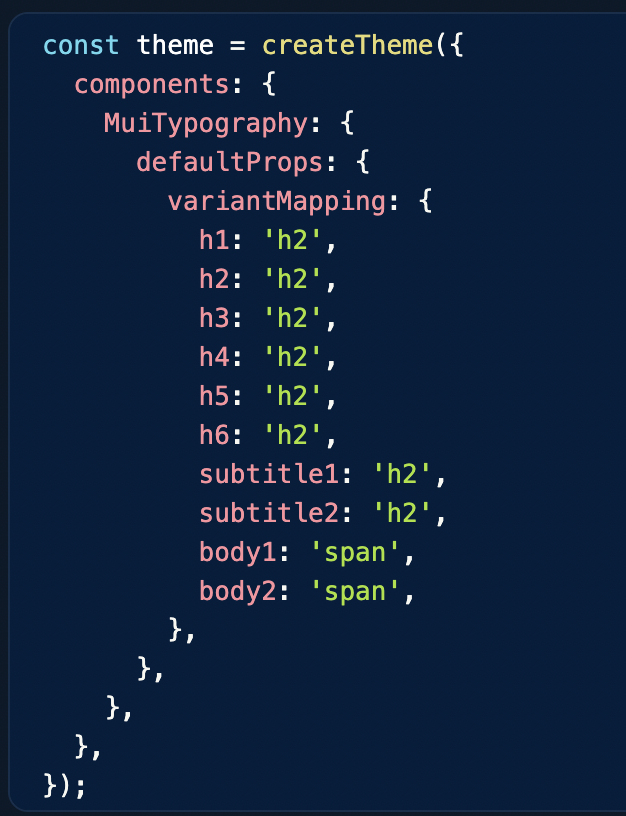 const theme = createTheme({
  components: {
    MuiTypography: {
      defaultProps: {
        variantMapping: {
          h1: 'h2',
          h2: 'h2',
          h3: 'h2',
          h4: 'h2',
          h5: 'h2',
          h6: 'h2',
          subtitle1: 'h2',
          subtitle2: 'h2',
          body1: 'span',
          body2: 'span',
        },
      },
    },
  },
});